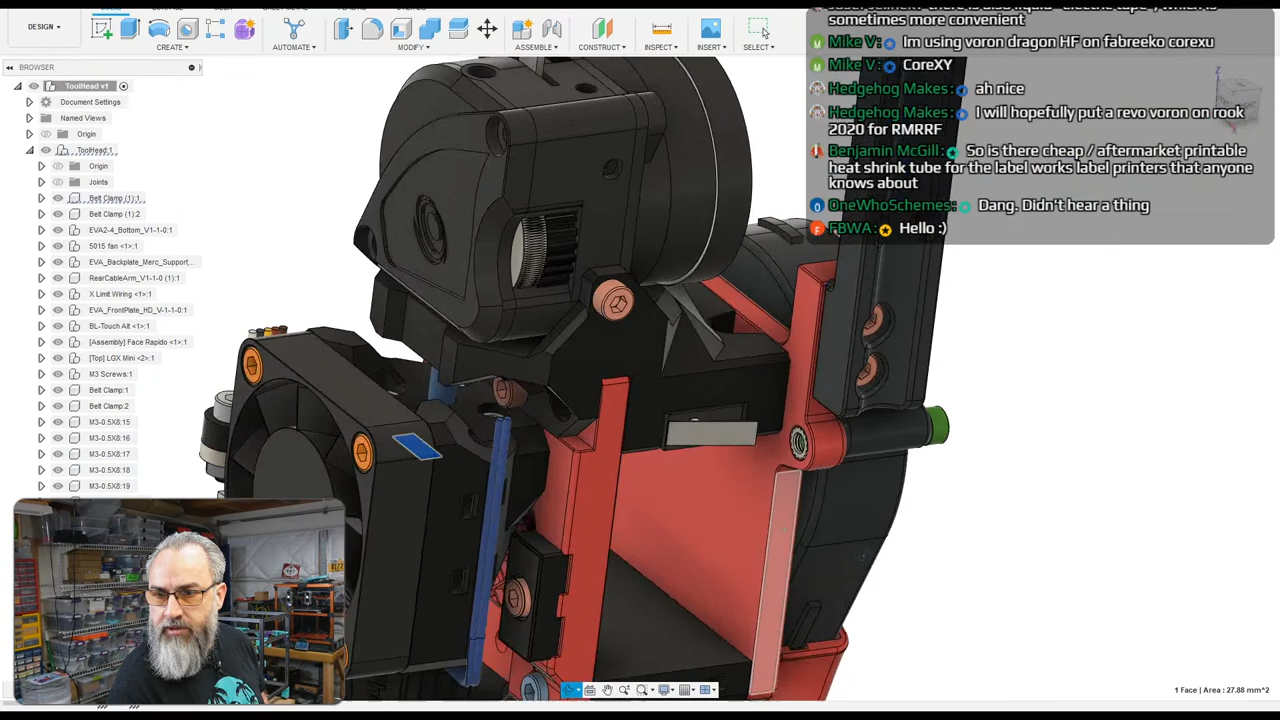 DESIGN ▾
CREATE ▾
AUTOMATE ▾
MODIFY ▾
ASSEMBLE ▾
CONSTRUCT ▾
INSPECT ▾
INSERT ▾
SELECT ▾
BROWSER
ToolHead v1
Document Settings
Named Views
Origin
ToolHead:1
Origin
Joints
Belt Clamp (1):1
Belt Clamp (1):2
EVA2-4_Bottom_V1-1-0:1
5015 fan <1>:1
EVA_Backplate_Merc_Support...
RearCableArm_V1-1-0 (1):1
X Limit Wiring <1>:1
EVA_FrontPlate_HD_V-1-1-0:1
BL-Touch Alt <1>:1
[Assembly] Face Rapido <1>:1
[Top] LGX Mini <2>:1
M3 Screws:1
Belt Clamp:1
Belt Clamp:2
M3-0.5X8:15
M3-0.5X8:16
M3-0.5X8:17
M3-0.5X8:18
M3-0.5X8:19
sometimes more convenient
Mike V: Im using voron dragon HF on fabreeko corexu
Mike V: CoreXY
Hedgehog Makes: ah nice
Hedgehog Makes: I will hopefully put a revo voron on rook
2020 for RMRRF
Benjamin McGill: So is there cheap / aftermarket printable
heat shrink tube for the label works label printers that anyone
knows about
OneWhoSchemes: Dang. Didn't hear a thing
FBWA: Hello :)
Z
1 Face | Area : 27.88 mm^2